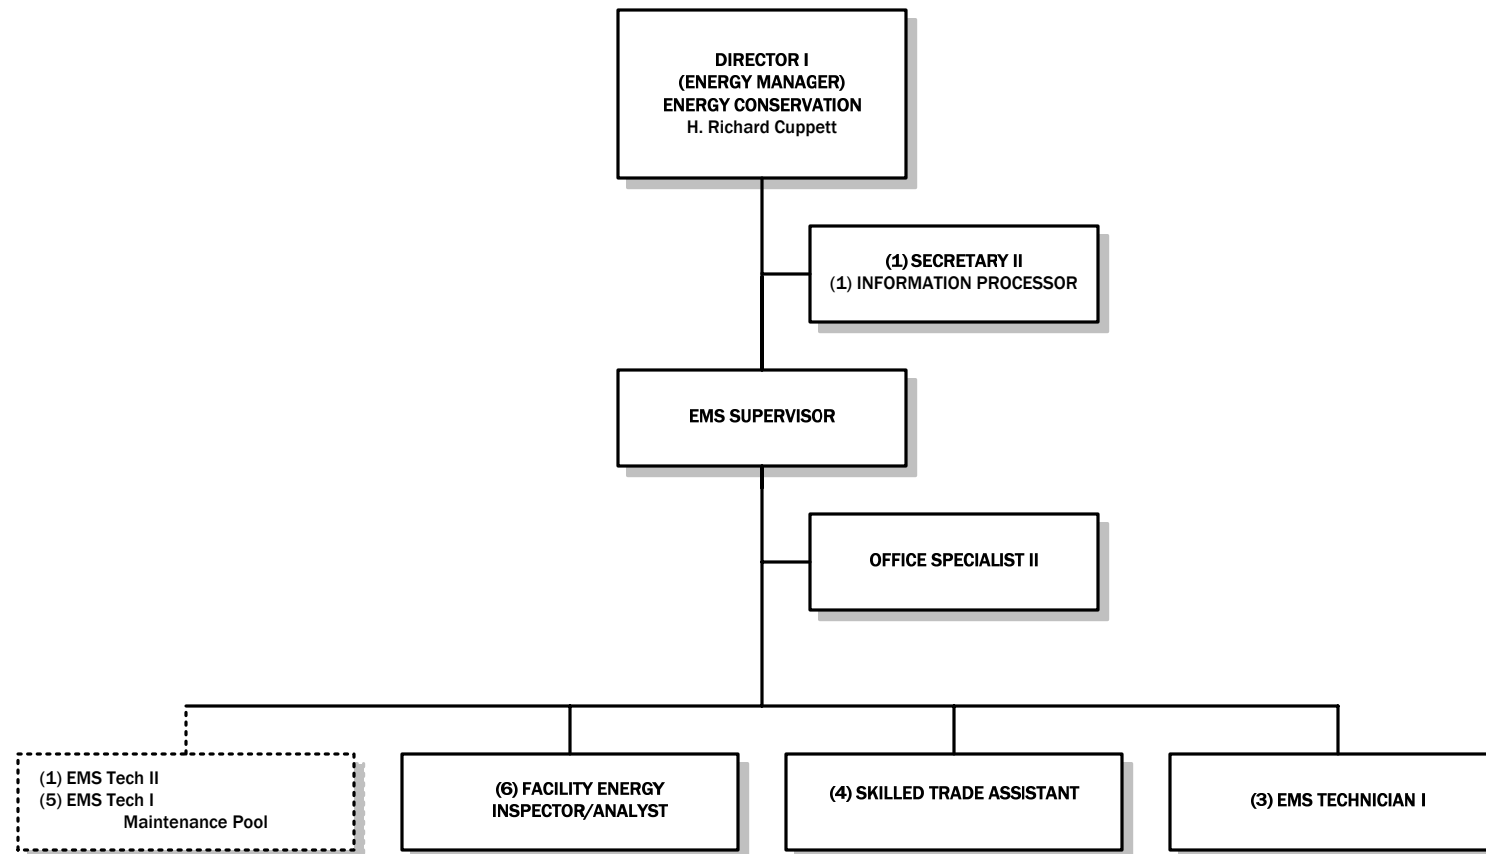 DIRECTOR I
(ENERGY MANAGER)
ENERGY CONSERVATION
H. Richard Cuppett
(1) SECRETARY II
(1) INFORMATION PROCESSOR
EMS SUPERVISOR
OFFICE SPECIALIST II
(1) EMS Tech II
(5) EMS Tech I
Maintenance Pool
(6) FACILITY ENERGY
INSPECTOR/ANALYST
(4) SKILLED TRADE ASSISTANT
(3) EMS TECHNICIAN I